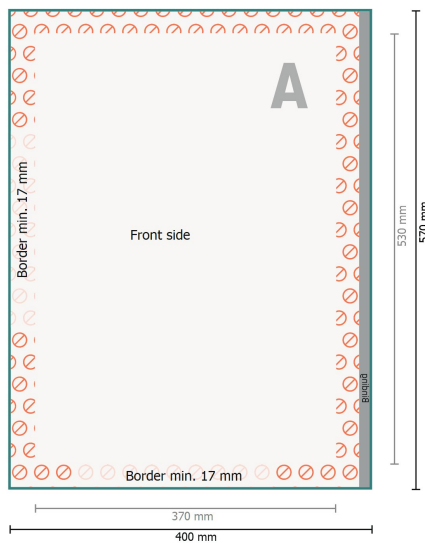 A
Border min. 17 mm
Front side
530 mm
570 mm
Binding
Border min. 17 mm
370 mm
400 mm